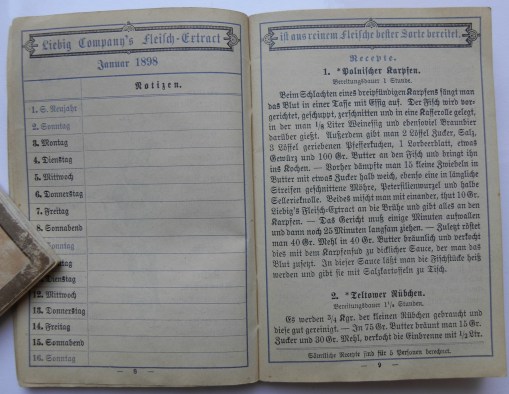 Liebig Company's Fleisch-Extract
Januar 1898
Notizen.
1. S. Neujahr
2. Sonntag
3. Montag
4. Dienstag
5. Mittwoch
6. Donnerstag
7. Freitag
8. Sonnabend
Sonntag
Montag
Dienstag
12. Mittwoch
13. Donnerstag
14. Freitag
15. Sonnabend
16. Sonntag
— 8 —
ist aus reinem Fleische bester Sorte bereitet.
Recepte.
1. *Polnischer Karpfen.
Bereitungsdauer 1 Stunde.
Beim Schlachten eines dreipfündigen Karpfens fängt man
das Blut in einer Tasse mit Essig auf. Der Fisch wird vor-
gerichtet, geschuppt, zerschnitten und in eine Kasserolle gelegt,
in der man 1/8 Liter Weinessig und ebensoviel Braunbier
darüber gießt. Außerdem gibt man 2 Löffel Zucker, Salz,
3 Löffel geriebenen Pfefferkuchen, 1 Lorbeerblatt, etwas
Gewürz und 100 Gr. Butter an den Fisch und bringt ihn
ins Kochen. — Vorher dämpfte man 15 kleine Zwiebeln in
Butter mit etwas Zucker halb weich, ebenso eine in längliche
Streifen geschnittene Möhre, Petersilienwurzel und halbe
Sellerieknolle. Beides mischt man mit einander, thut 10 Gr.
Liebig's Fleisch-Extract an die Brühe und gibt alles an den
Karpfen. — Das Gericht muß einige Minuten aufwallen
und dann noch 25 Minuten langsam ziehen. — Zuletzt röstet
man 40 Gr. Mehl in 40 Gr. Butter bräunlich und verkocht
dies mit dem Karpfensud zu dicklicher Sauce, der man das
Blut zusetzt. In dieser Sauce läßt man die Fischstücke heiß
werden und gibt sie mit Salzkartoffeln zu Tisch.
2. *Teltower Rübchen.
Bereitungsdauer 1¼ Stunden.
Es werden 3/4 Kgr. der kleinen Rübchen gebraucht und
diese gut gereinigt. — In 75 Gr. Butter bräunt man 15 Gr.
Zucker und 30 Gr. Mehl, verkocht die Einbrenne mit 1/2 Ltr.
Sämtliche Recepte sind für 5 Personen berechnet.
— 9 —